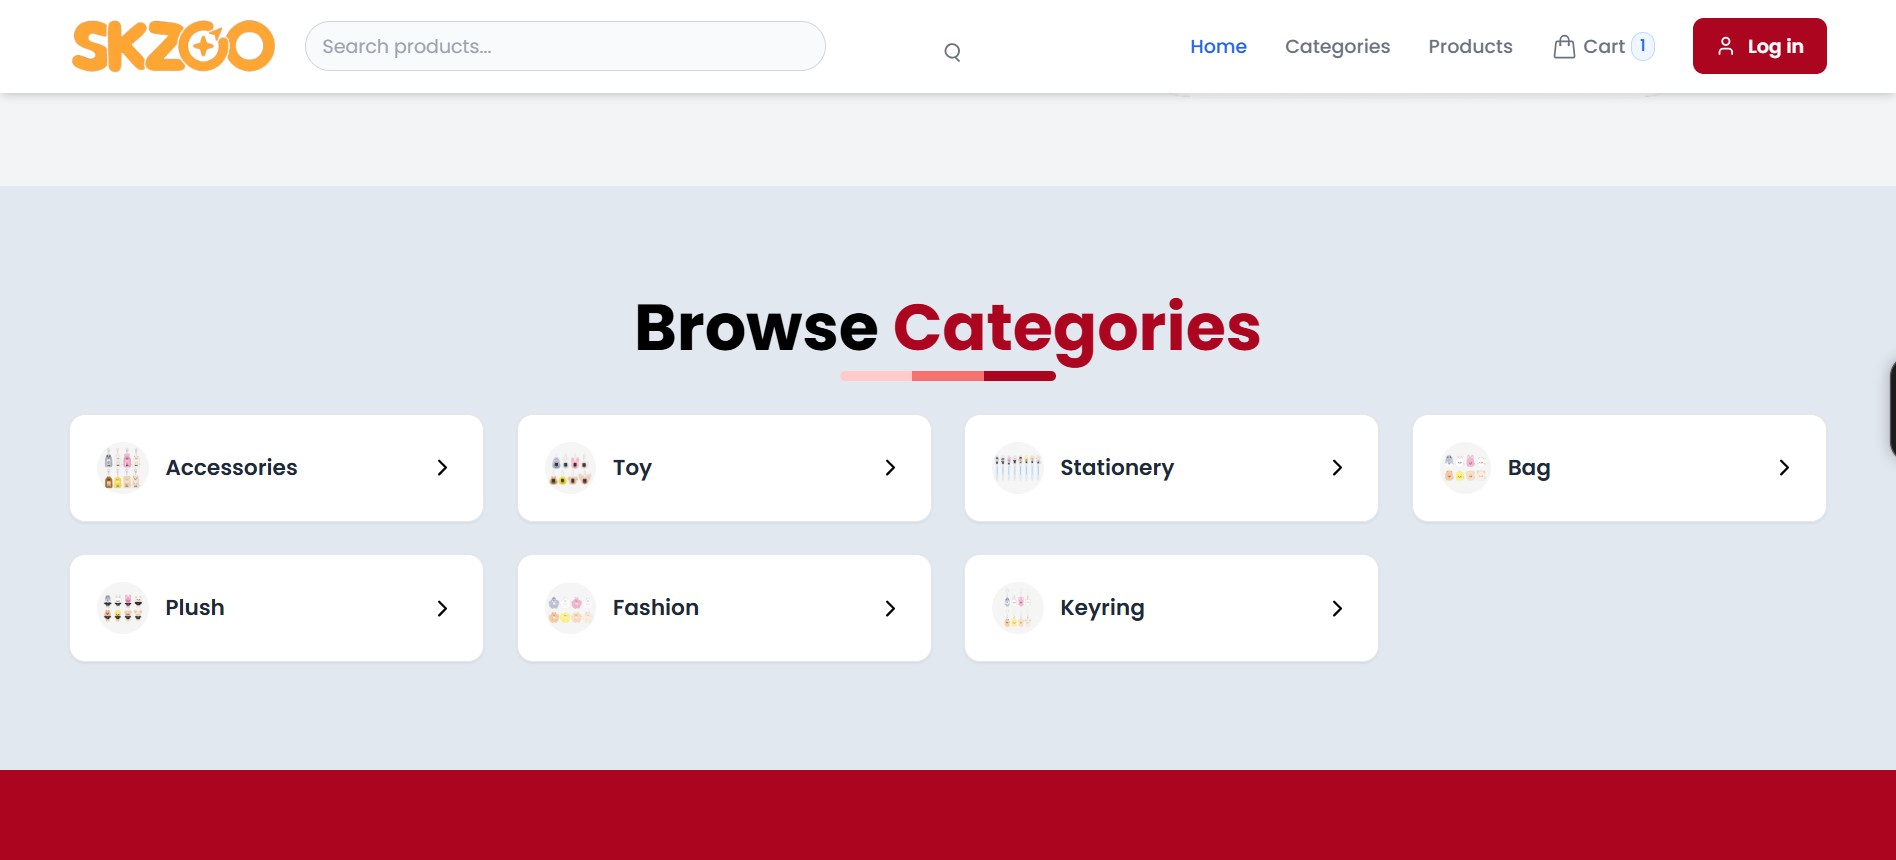 SKZOO
Search products...
Home
Categories
Products
Cart 1
Log in
Browse Categories
Accessories
Toy
Stationery
Bag
Plush
Fashion
Keyring